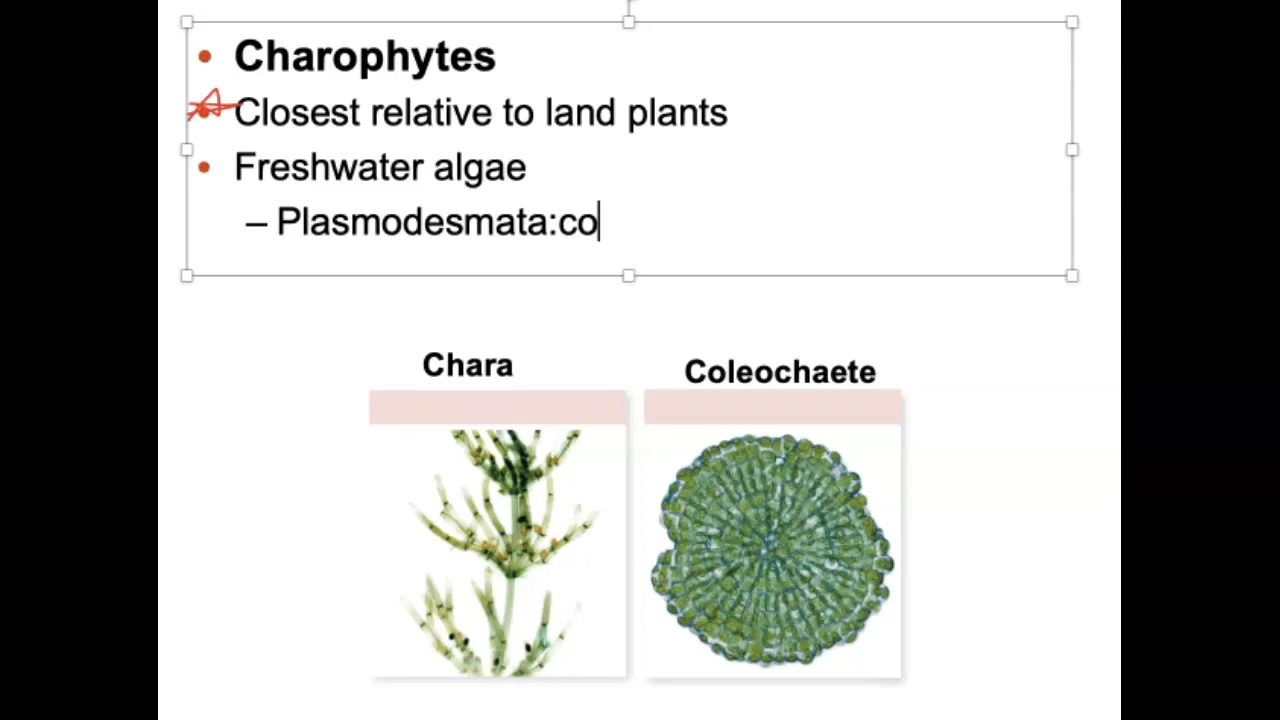 • Charophytes
• Closest relative to land plants
• Freshwater algae
– Plasmodesmata:co
Chara
Coleochaete